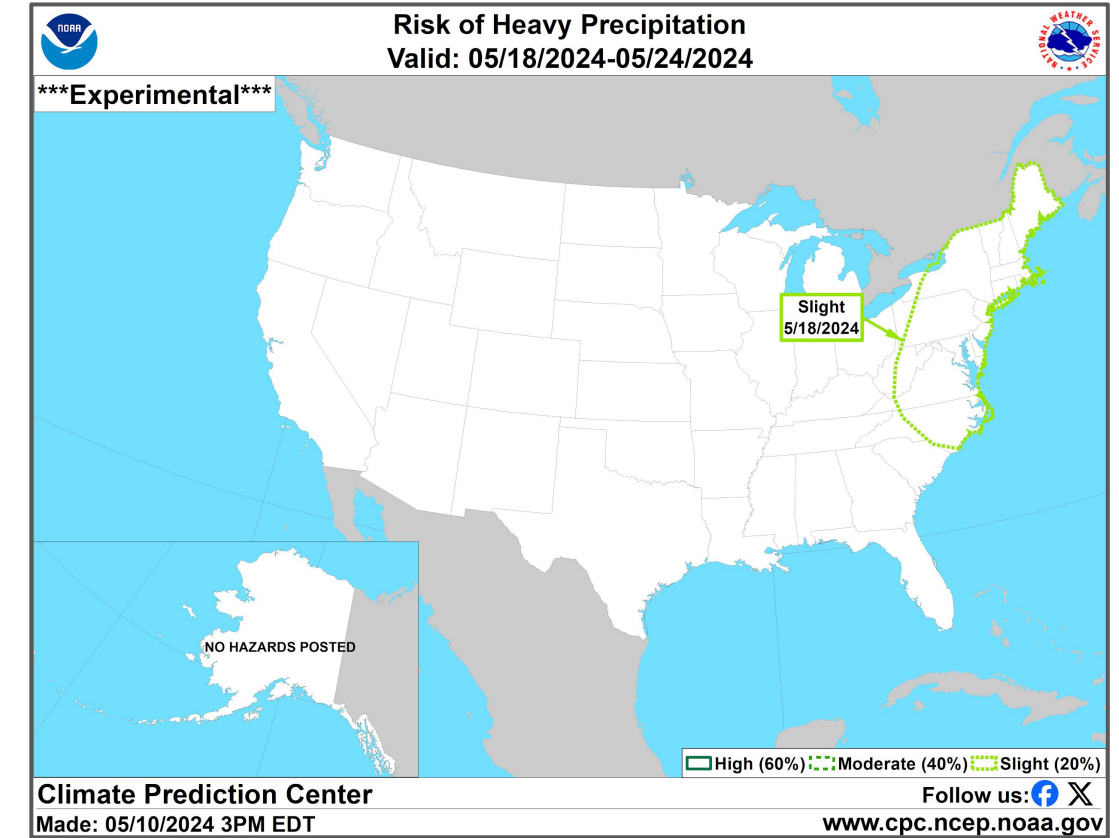 NOAA
Risk of Heavy Precipitation
Valid: 05/18/2024-05/24/2024
NATIONAL WEATHER SERVICE
***Experimental***
Slight
5/18/2024
NO HAZARDS POSTED
High (60%) Moderate (40%) Slight (20%)
Climate Prediction Center
Follow us:
Made: 05/10/2024 3PM EDT
www.cpc.ncep.noaa.gov